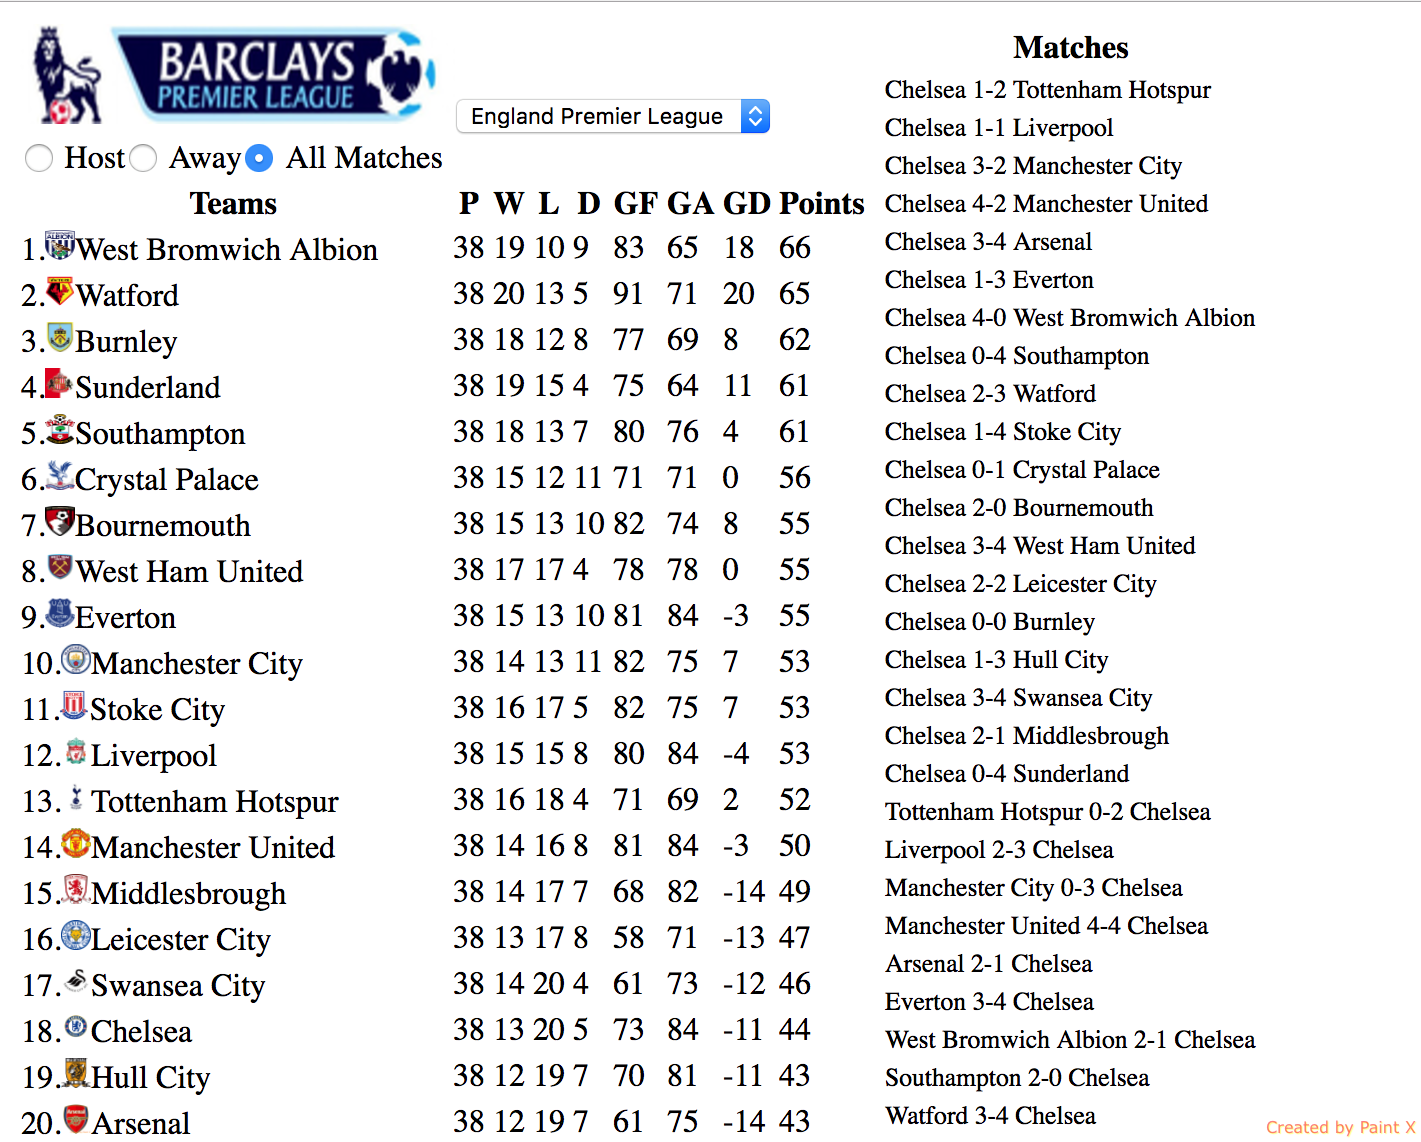 BARCLAYS
PREMIER LEAGUE
England Premier League
Host Away All Matches
Teams P W L D GF GA GD Points
1. West Bromwich Albion 38 19 10 9 83 65 18 66
2. Watford 38 20 13 5 91 71 20 65
3. Burnley 38 18 12 8 77 69 8 62
4. Sunderland 38 19 15 4 75 64 11 61
5. Southampton 38 18 13 7 80 76 4 61
6. Crystal Palace 38 15 12 11 71 71 0 56
7. Bournemouth 38 15 13 10 82 74 8 55
8. West Ham United 38 17 17 4 78 78 0 55
9. Everton 38 15 13 10 81 84 -3 55
10. Manchester City 38 14 13 11 82 75 7 53
11. Stoke City 38 16 17 5 82 75 7 53
12. Liverpool 38 15 15 8 80 84 -4 53
13. Tottenham Hotspur 38 16 18 4 71 69 2 52
14. Manchester United 38 14 16 8 81 84 -3 50
15. Middlesbrough 38 14 17 7 68 82 -14 49
16. Leicester City 38 13 17 8 58 71 -13 47
17. Swansea City 38 14 20 4 61 73 -12 46
18. Chelsea 38 13 20 5 73 84 -11 44
19. Hull City 38 12 19 7 70 81 -11 43
20. Arsenal 38 12 19 7 61 75 -14 43
Matches
Chelsea 1-2 Tottenham Hotspur
Chelsea 1-1 Liverpool
Chelsea 3-2 Manchester City
Chelsea 4-2 Manchester United
Chelsea 3-4 Arsenal
Chelsea 1-3 Everton
Chelsea 4-0 West Bromwich Albion
Chelsea 0-4 Southampton
Chelsea 2-3 Watford
Chelsea 1-4 Stoke City
Chelsea 0-1 Crystal Palace
Chelsea 2-0 Bournemouth
Chelsea 3-4 West Ham United
Chelsea 2-2 Leicester City
Chelsea 0-0 Burnley
Chelsea 1-3 Hull City
Chelsea 3-4 Swansea City
Chelsea 2-1 Middlesbrough
Chelsea 0-4 Sunderland
Tottenham Hotspur 0-2 Chelsea
Liverpool 2-3 Chelsea
Manchester City 0-3 Chelsea
Manchester United 4-4 Chelsea
Arsenal 2-1 Chelsea
Everton 3-4 Chelsea
West Bromwich Albion 2-1 Chelsea
Southampton 2-0 Chelsea
Watford 3-4 Chelsea
Created by Paint X